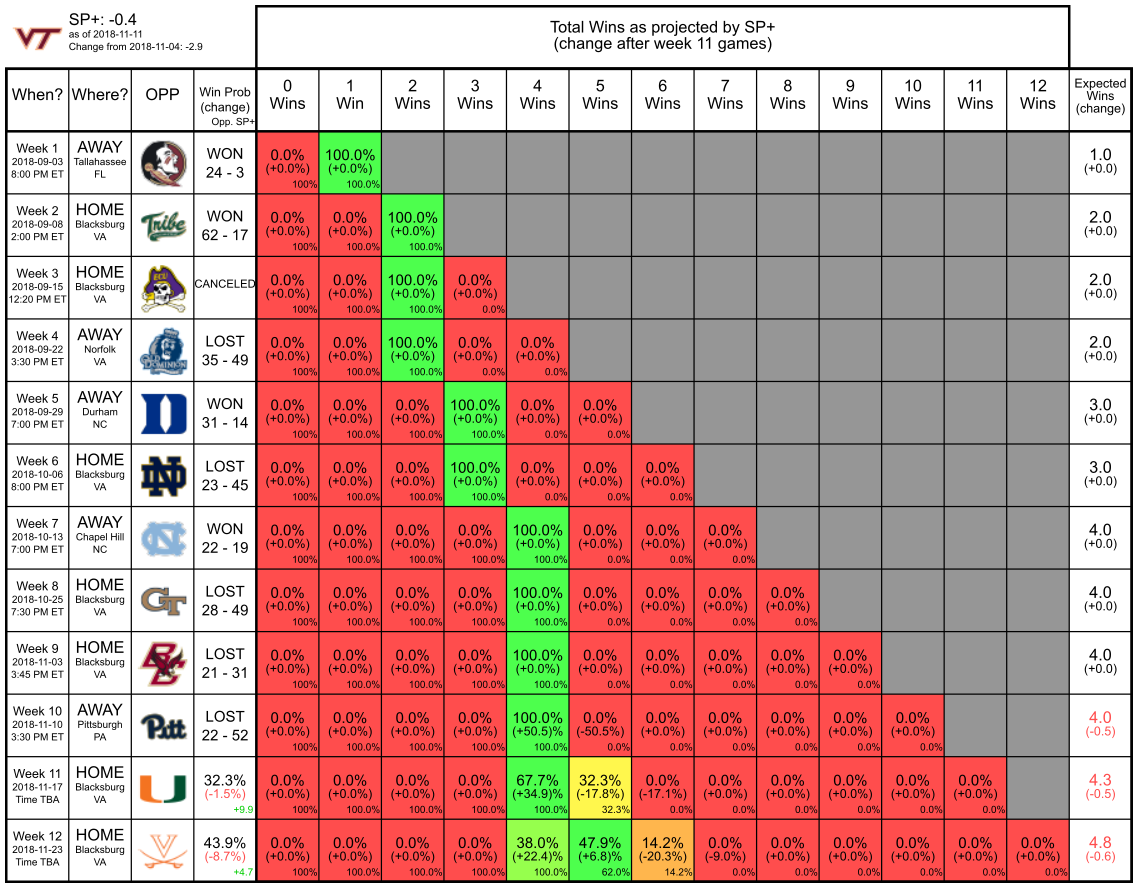 VT SP+: -0.4
as of 2018-11-11
Change from 2018-11-04: -2.9
Total Wins as projected by SP+
(change after week 11 games)
When? Where? OPP Win Prob 0 1 2 3 4 5 6 7 8 9 10 11 12 Expected
(change) Wins Win Wins Wins Wins Wins Wins Wins Wins Wins Wins Wins Wins Wins
Opp. SP+ (change)
Week 1 AWAY WON 0.0% 100.0% 1.0
2018-09-03 Tallahassee 24 - 3 (+0.0%) (+0.0%) (+0.0)
8:00 PM ET FL 100% 100.0%
Week 2 HOME WON 0.0% 0.0% 100.0% 2.0
2018-09-08 Blacksburg Tribe 62 - 17 (+0.0%) (+0.0%) (+0.0%) (+0.0)
2:00 PM ET VA 100% 100.0% 100.0%
Week 3 HOME ECU CANCELED 0.0% 0.0% 100.0% 0.0% 2.0
2018-09-15 Blacksburg (+0.0%) (+0.0%) (+0.0%) (+0.0%) (+0.0)
12:20 PM ET VA 100% 100.0% 100.0% 0.0%
Week 4 AWAY LOST 0.0% 0.0% 100.0% 0.0% 0.0% 2.0
2018-09-22 Norfolk OLD DOMINION 35 - 49 (+0.0%) (+0.0%) (+0.0%) (+0.0%) (+0.0%) (+0.0)
3:30 PM ET VA 100% 100.0% 100.0% 0.0% 0.0%
Week 5 AWAY D WON 0.0% 0.0% 0.0% 100.0% 0.0% 0.0% 3.0
2018-09-29 Durham 31 - 14 (+0.0%) (+0.0%) (+0.0%) (+0.0%) (+0.0%) (+0.0%) (+0.0)
7:00 PM ET NC 100% 100.0% 100.0% 100.0% 0.0% 0.0%
Week 6 HOME ND LOST 0.0% 0.0% 0.0% 100.0% 0.0% 0.0% 0.0% 3.0
2018-10-06 Blacksburg 23 - 45 (+0.0%) (+0.0%) (+0.0%) (+0.0%) (+0.0%) (+0.0%) (+0.0%) (+0.0)
8:00 PM ET VA 100% 100.0% 100.0% 100.0% 0.0% 0.0% 0.0%
Week 7 AWAY NC WON 0.0% 0.0% 0.0% 0.0% 100.0% 0.0% 0.0% 0.0% 4.0
2018-10-13 Chapel Hill 22 - 19 (+0.0%) (+0.0%) (+0.0%) (+0.0%) (+0.0%) (+0.0%) (+0.0%) (+0.0%) (+0.0)
7:00 PM ET NC 100% 100.0% 100.0% 100.0% 100.0% 0.0% 0.0% 0.0%
Week 8 HOME GT LOST 0.0% 0.0% 0.0% 0.0% 100.0% 0.0% 0.0% 0.0% 0.0% 4.0
2018-10-25 Blacksburg 28 - 49 (+0.0%) (+0.0%) (+0.0%) (+0.0%) (+0.0%) (+0.0%) (+0.0%) (+0.0%) (+0.0%) (+0.0)
7:30 PM ET VA 100% 100.0% 100.0% 100.0% 100.0% 0.0% 0.0% 0.0% 0.0%
Week 9 HOME BC LOST 0.0% 0.0% 0.0% 0.0% 100.0% 0.0% 0.0% 0.0% 0.0% 0.0% 4.0
2018-11-03 Blacksburg 21 - 31 (+0.0%) (+0.0%) (+0.0%) (+0.0%) (+0.0%) (+0.0%) (+0.0%) (+0.0%) (+0.0%) (+0.0%) (+0.0)
3:45 PM ET VA 100% 100.0% 100.0% 100.0% 100.0% 0.0% 0.0% 0.0% 0.0% 0.0%
Week 10 AWAY Pitt LOST 0.0% 0.0% 0.0% 0.0% 100.0% 0.0% 0.0% 0.0% 0.0% 0.0% 0.0% 4.0
2018-11-10 Pittsburgh 22 - 52 (+0.0%) (+0.0%) (+0.0%) (+0.0%) (+50.5)% (-50.5%) (+0.0%) (+0.0%) (+0.0%) (+0.0%) (+0.0%) (-0.5)
3:30 PM ET PA 100% 100.0% 100.0% 100.0% 100.0% 0.0% 0.0% 0.0% 0.0% 0.0% 0.0%
Week 11 HOME U 32.3% 0.0% 0.0% 0.0% 0.0% 67.7% 32.3% 0.0% 0.0% 0.0% 0.0% 0.0% 0.0% 4.3
2018-11-17 Blacksburg (-1.5%) (+0.0%) (+0.0%) (+0.0%) (+0.0%) (+34.9)% (-17.8%) (-17.1%) (+0.0%) (+0.0%) (+0.0%) (+0.0%) (+0.0%) (-0.5)
Time TBA VA +9.9 100% 100.0% 100.0% 100.0% 100.0% 32.3% 0.0% 0.0% 0.0% 0.0% 0.0% 0.0%
Week 12 HOME V 43.9% 0.0% 0.0% 0.0% 0.0% 38.0% 47.9% 14.2% 0.0% 0.0% 0.0% 0.0% 0.0% 0.0% 4.8
2018-11-23 Blacksburg (-8.7%) (+0.0%) (+0.0%) (+0.0%) (+0.0%) (+22.4)% (+6.8%) (-20.3%) (-9.0%) (+0.0%) (+0.0%) (+0.0%) (+0.0%) (+0.0%) (-0.6)
Time TBA VA +4.7 100% 100.0% 100.0% 100.0% 100.0% 62.0% 14.2% 0.0% 0.0% 0.0% 0.0% 0.0% 0.0%